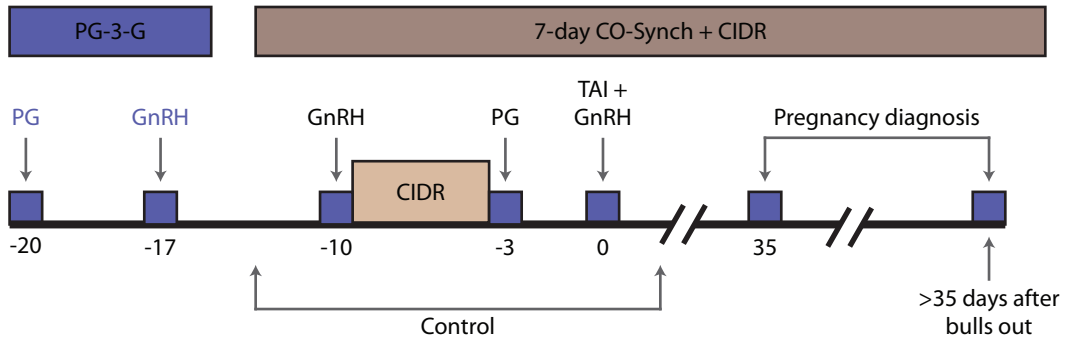 PG-3-G
7-day CO-Synch + CIDR
PG
GnRH
GnRH
PG
TAI +
GnRH
Pregnancy diagnosis
CIDR
-20
-17
-10
-3
0
35
Control
>35 days after
bulls out